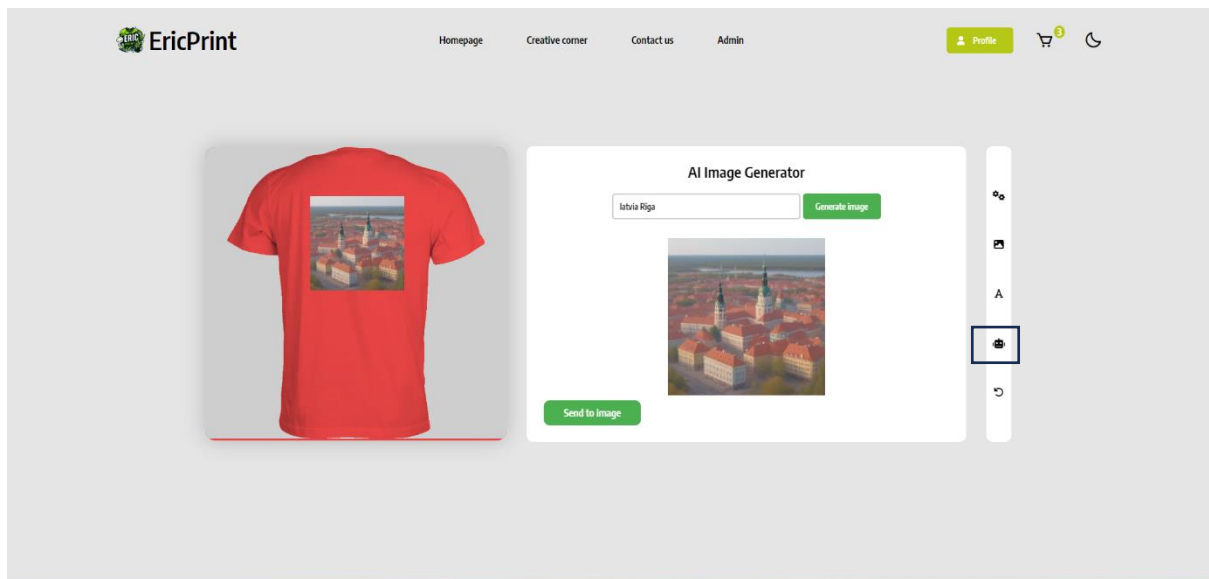 ERIC EricPrint Homepage Creative corner Contact us Admin Profile 3
AI Image Generator
latvia Riga Generate image
A
Send to image